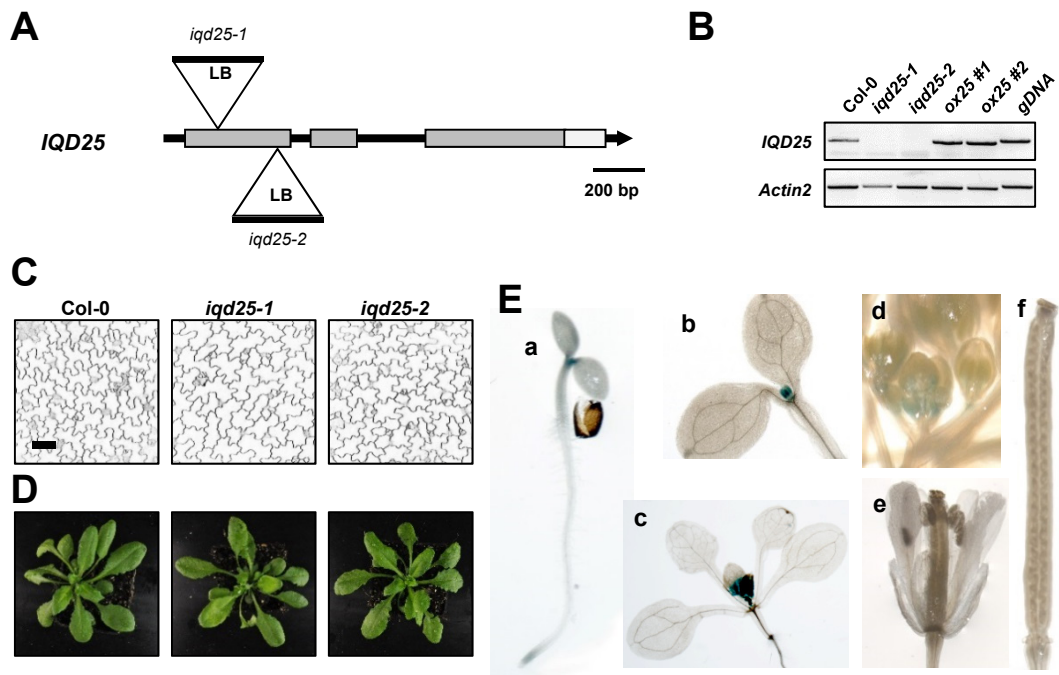 A
iqd25-1
LB
IQD25
LB
iqd25-2
200 bp
B
Col-0 iqd25-1 iqd25-2 ox25 #1 ox25 #2 gDNA
IQD25
Actin2
C
Col-0 iqd25-1 iqd25-2
D
E
a
b
c
d
e
f